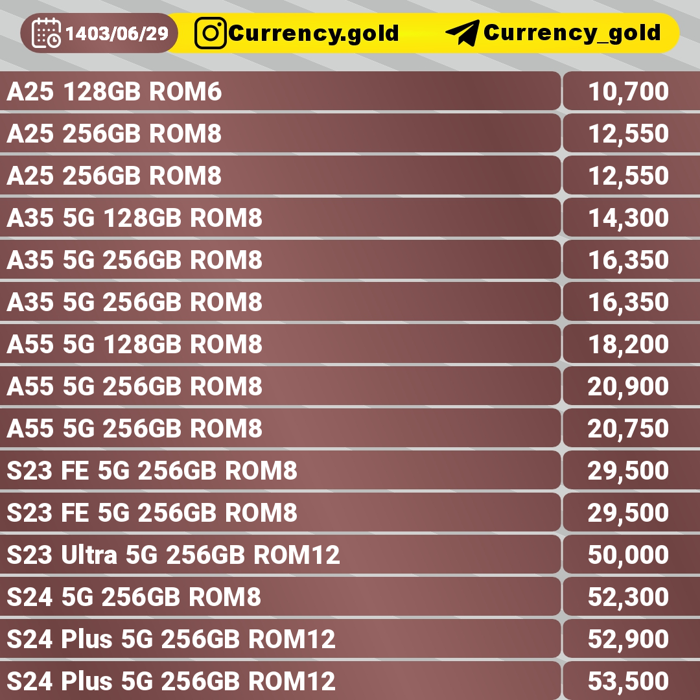 1403/06/29 Currency.gold Currency_gold
A25 128GB ROM6 10,700
A25 256GB ROM8 12,550
A25 256GB ROM8 12,550
A35 5G 128GB ROM8 14,300
A35 5G 256GB ROM8 16,350
A35 5G 256GB ROM8 16,350
A55 5G 128GB ROM8 18,200
A55 5G 256GB ROM8 20,900
A55 5G 256GB ROM8 20,750
S23 FE 5G 256GB ROM8 29,500
S23 FE 5G 256GB ROM8 29,500
S23 Ultra 5G 256GB ROM12 50,000
S24 5G 256GB ROM8 52,300
S24 Plus 5G 256GB ROM12 52,900
S24 Plus 5G 256GB ROM12 53,500